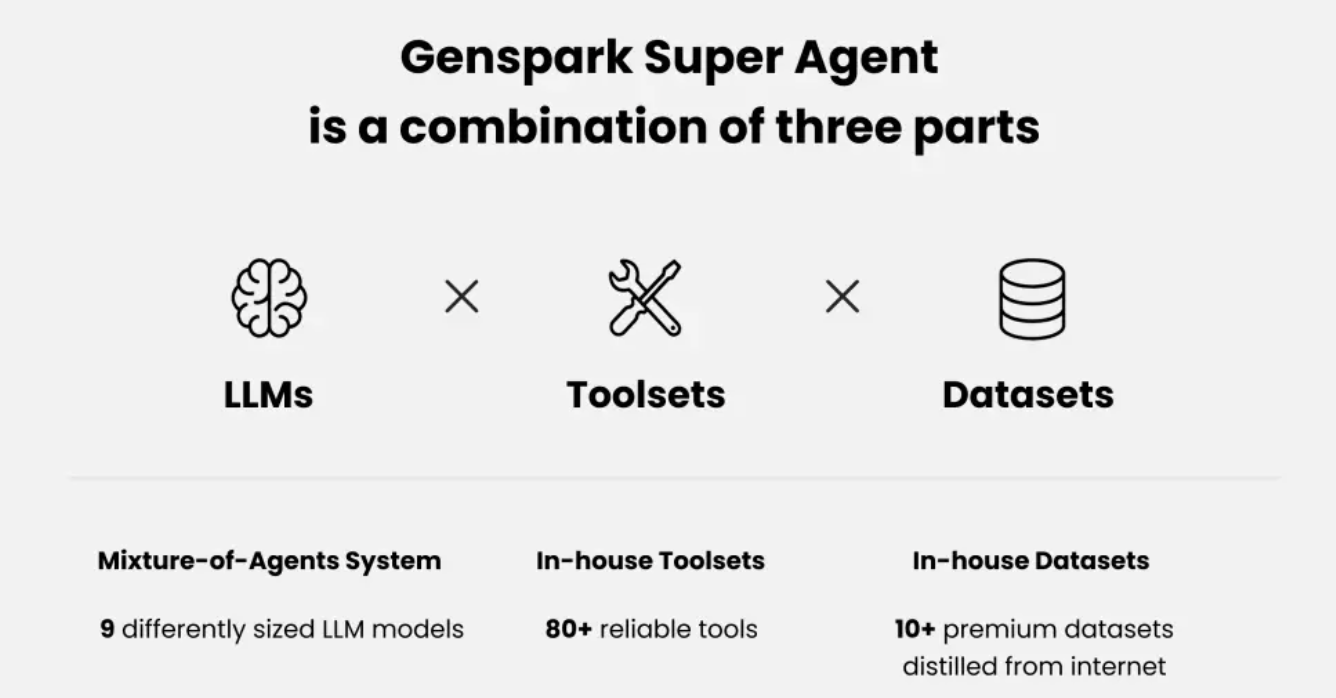 Genspark Super Agent
is a combination of three parts
LLMs
Toolsets
Datasets
Mixture-of-Agents System
9 differently sized LLM models
In-house Toolsets
80+ reliable tools
In-house Datasets
10+ premium datasets
distilled from internet